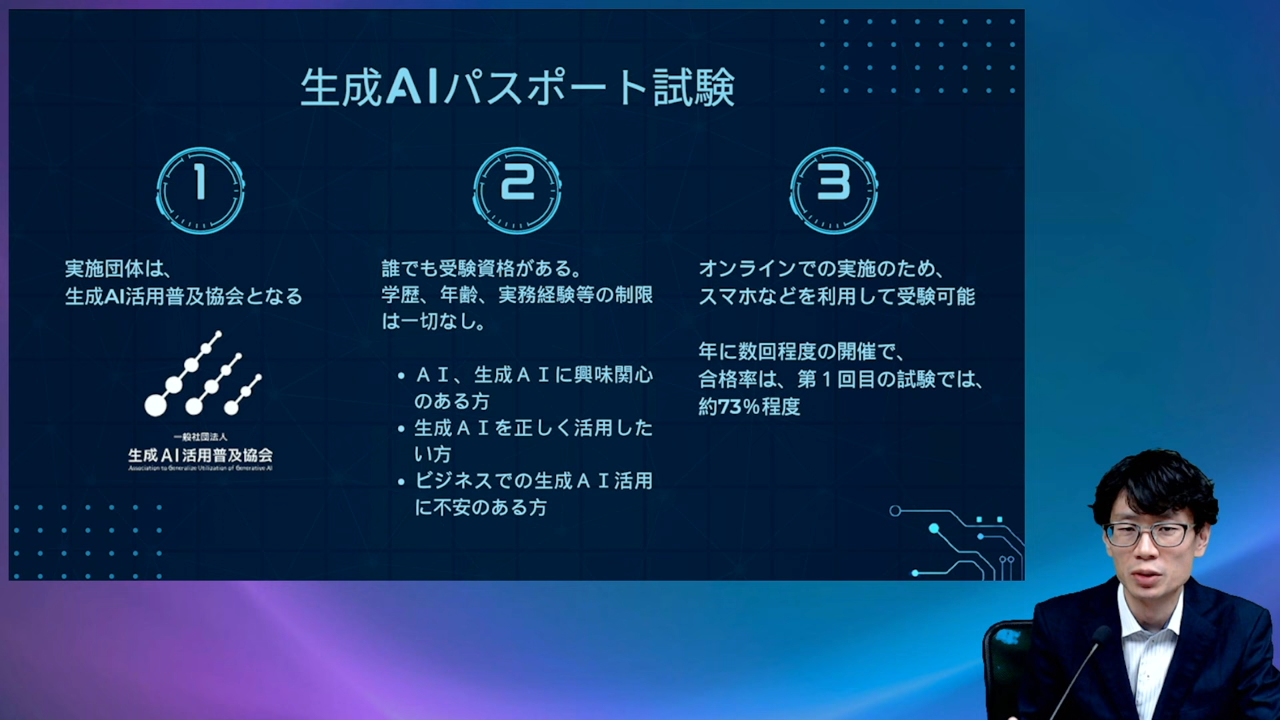 生成AIパスポート試験
1
実施団体は、
生成AI活用普及協会となる
一般社団法人
生成AI活用普及協会
Association to Generalize Utilization of Generative AI
2
誰でも受験資格がある。
学歴、年齢、実務経験等の制限
は一切なし。
• ＡＩ、生成ＡＩに興味関心
のある方
• 生成ＡＩを正しく活用した
い方
• ビジネスでの生成ＡＩ活用
に不安のある方
3
オンラインでの実施のため、
スマホなどを利用して受験可能
年に数回程度の開催で、
合格率は、第１回目の試験では、
約73％程度